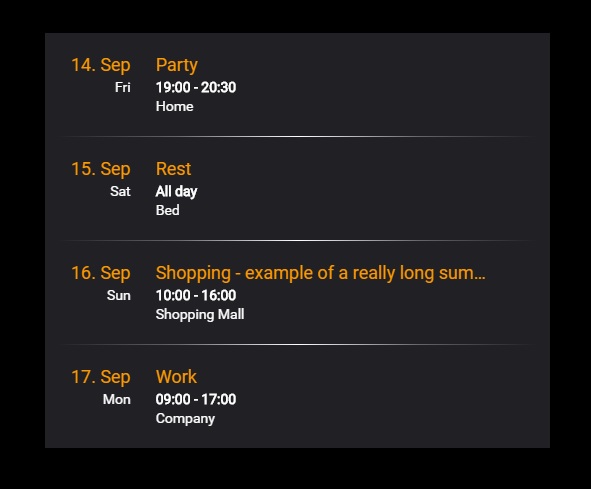 14. Sep Party
Fri 19:00 - 20:30
Home
15. Sep Rest
Sat All day
Bed
16. Sep Shopping - example of a really long sum...
Sun 10:00 - 16:00
Shopping Mall
17. Sep Work
Mon 09:00 - 17:00
Company